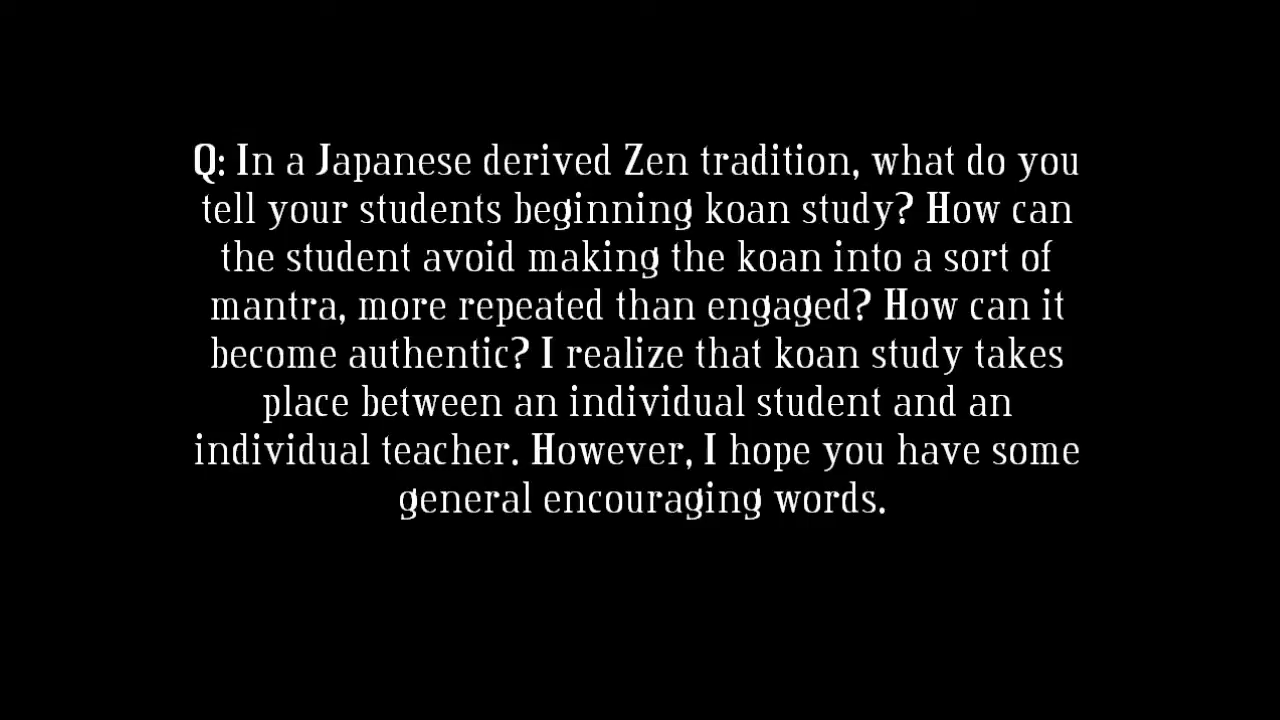 Q: In a Japanese derived Zen tradition, what do you
tell your students beginning koan study? How can
the student avoid making the koan into a sort of
mantra, more repeated than engaged? How can it
become authentic? I realize that koan study takes
place between an individual student and an
individual teacher. However, I hope you have some
general encouraging words.